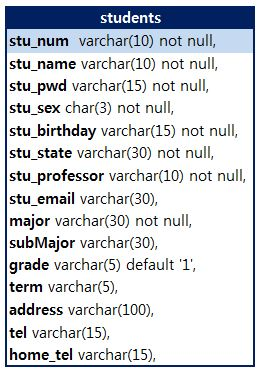 students
stu_num varchar(10) not null,
stu_name varchar(10) not null,
stu_pwd varchar(15) not null,
stu_sex char(3) not null,
stu_birthday varchar(15) not null,
stu_state varchar(30) not null,
stu_professor varchar(10) not null,
stu_email varchar(30),
major varchar(30) not null,
subMajor varchar(30),
grade varchar(5) default '1',
term varchar(5),
address varchar(100),
tel varchar(15),
home_tel varchar(15),